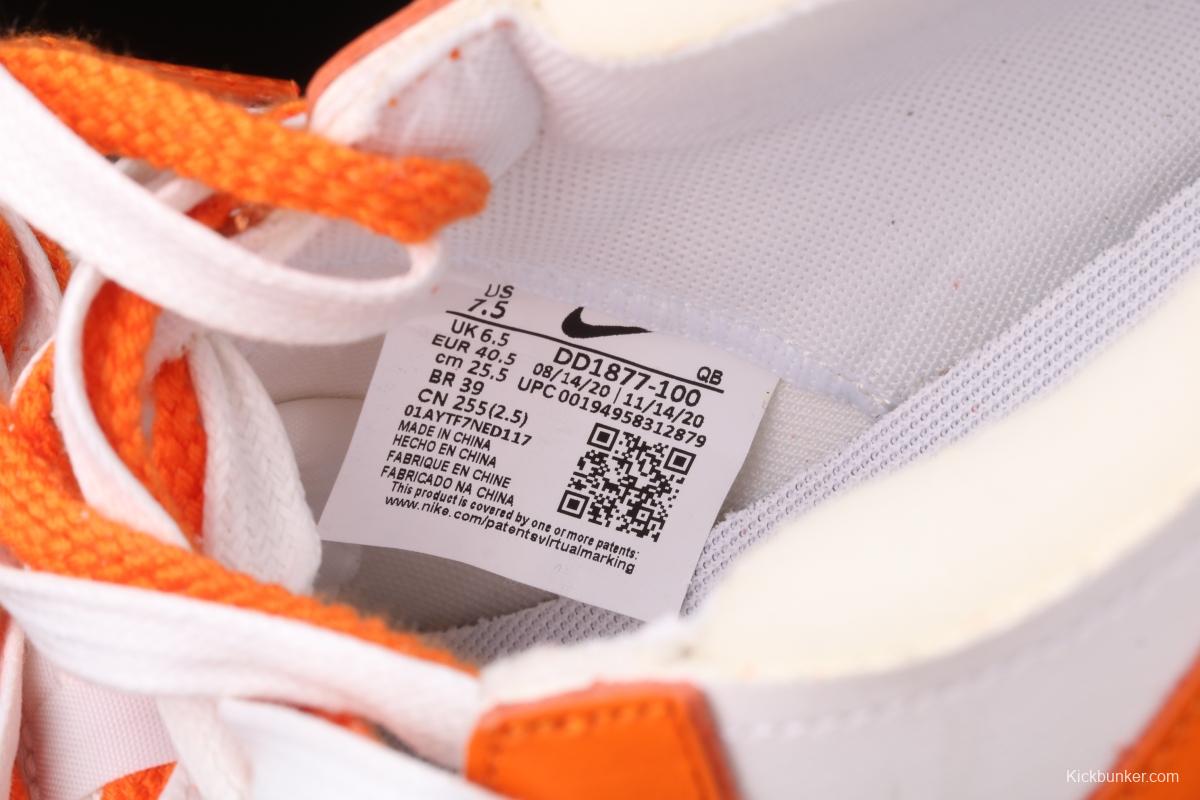 US
7.5
UK 6.5
EUR 40.5
cm 25.5
BR 39
CN 255(2.5)
QB
DD1877-100
08/14/20 | 11/14/20
UPC 00194958312879
01AYTF7NED117
MADE IN CHINA
HECHO EN CHINA
FABRIQUE EN CHINE
FABRICADO NA CHINA
This product is covered by one or more patents:
www.nike.com/patentsvirtualmarking
Kickbunker.com